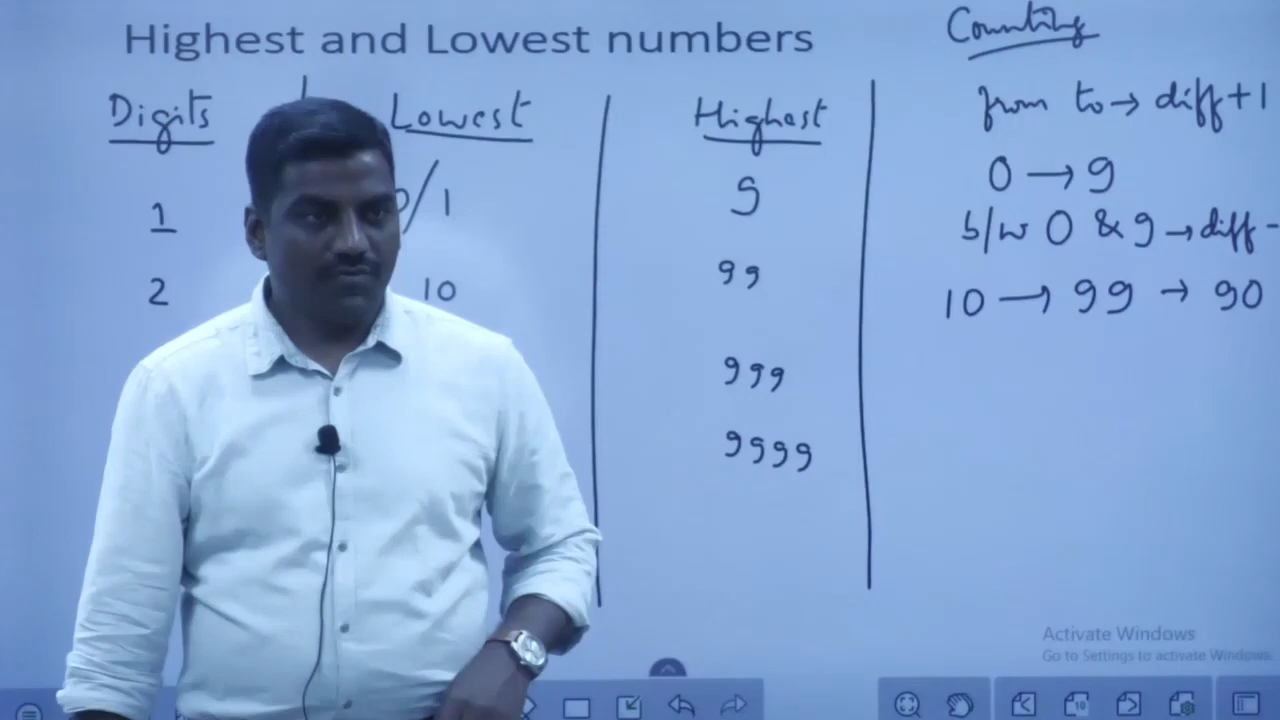 Highest and Lowest numbers
Digits Lowest Highest
1 0/1 9
2 10 99
999
9999
Counting
from to → diff+1
0 → 9
b/w 0 & 9 → diff -
10 → 99 → 90
Activate Windows
Go to Settings to activate Windows.